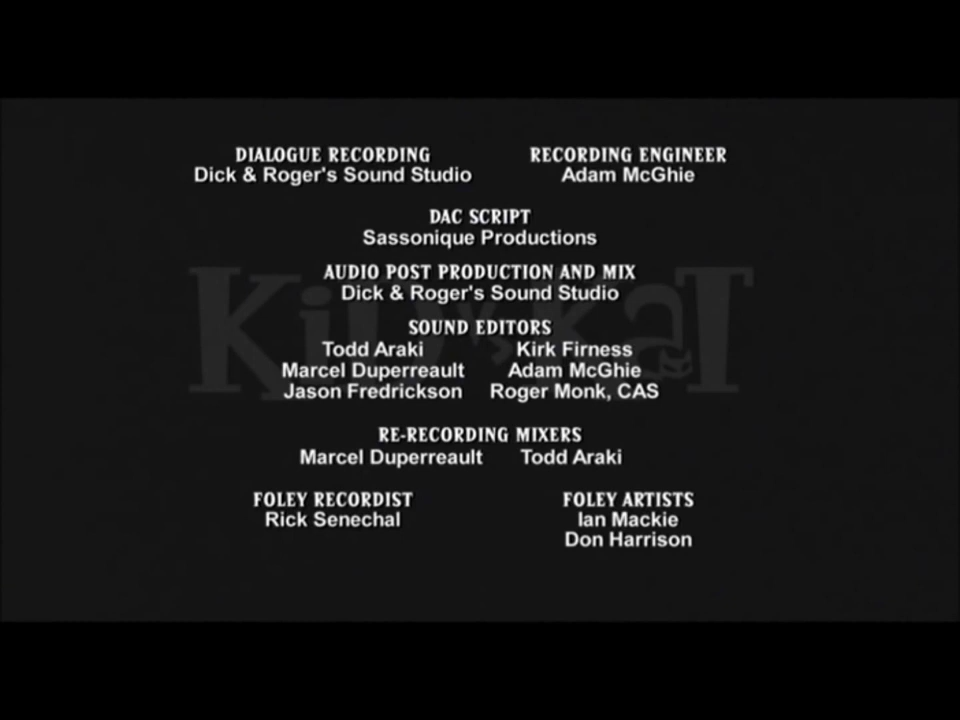 DIALOGUE RECORDING RECORDING ENGINEER
Dick & Roger's Sound Studio Adam McGhie
DAC SCRIPT
Sassonique Productions
AUDIO POST PRODUCTION AND MIX
Dick & Roger's Sound Studio
SOUND EDITORS
Todd Araki Kirk Firness
Marcel Duperreault Adam McGhie
Jason Fredrickson Roger Monk, CAS
RE-RECORDING MIXERS
Marcel Duperreault Todd Araki
FOLEY RECORDIST FOLEY ARTISTS
Rick Senechal Ian Mackie
Don Harrison